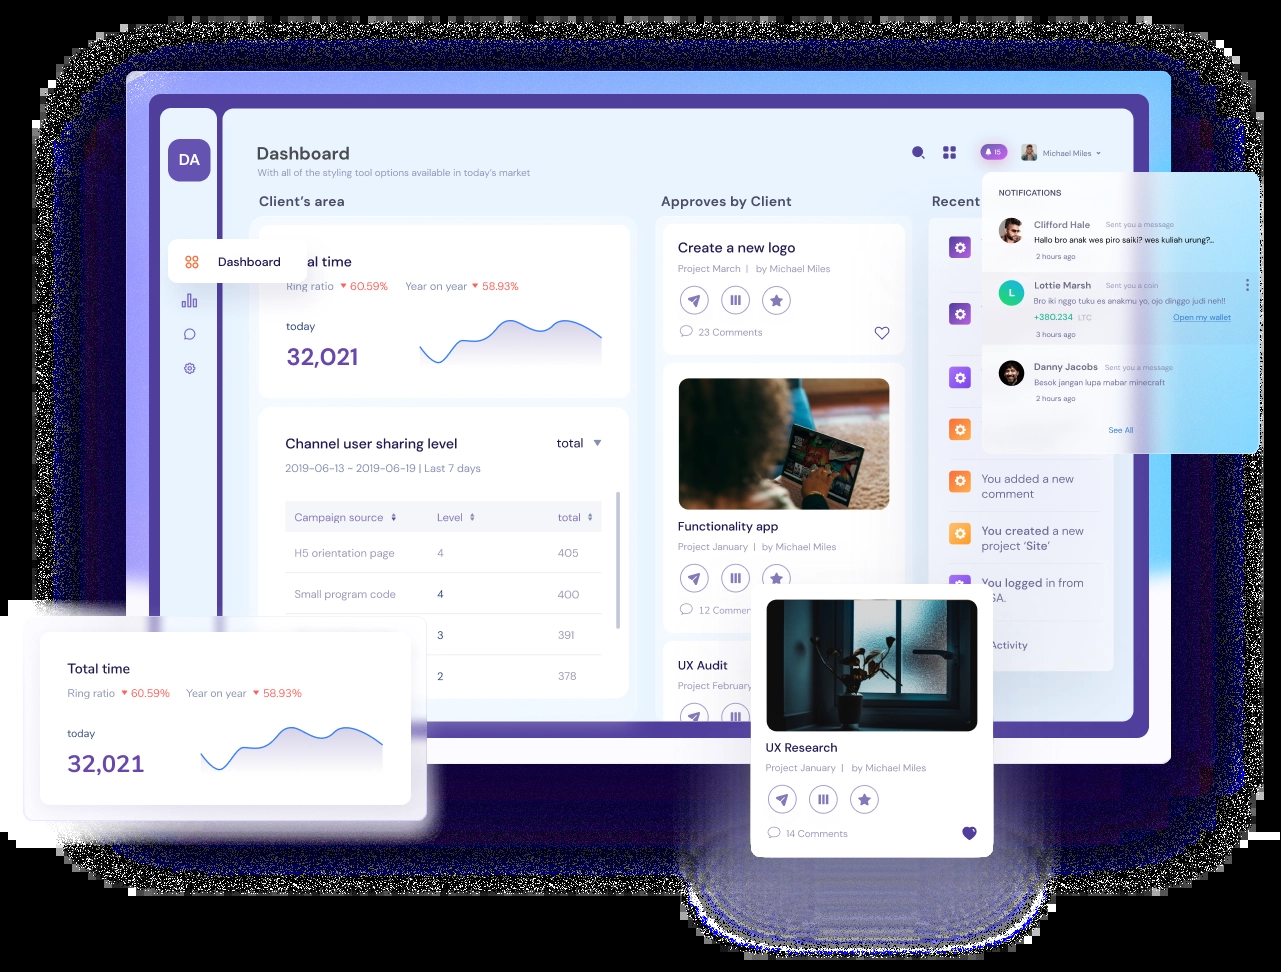 DA
Dashboard
With all of the styling tool options available in today's market
15
Michael Miles
Client's area
Approves by Client
Recent
Dashboard
al time
Ring ratio 60.59% Year on year 58.93%
today
32,021
Channel user sharing level
total
2019-06-13 ~ 2019-06-19 | Last 7 days
Campaign source Level total
H5 orientation page 4 405
Small program code 4 400
3 391
2 378
Create a new logo
Project March | by Michael Miles
23 Comments
Functionality app
Project January | by Michael Miles
12 Commen
UX Audit
Project February
NOTIFICATIONS
Clifford Hale Sent you a message
Hallo bro anak wes piro saiki? wes kuliah urung?...
2 hours ago
L
Lottie Marsh Sent you a coin
Bro iki nggo tuku es anakmu yo, ojo dinggo judi neh!!
+380.234 LTC Open my wallet
3 hours ago
Danny Jacobs Sent you a message
Besok jangan lupa mabar minecraft
2 hours ago
See All
You added a new
comment
You created a new
project 'Site'
You logged in from
SA.
Activity
Total time
Ring ratio 60.59% Year on year 58.93%
today
32,021
UX Research
Project January | by Michael Miles
14 Comments